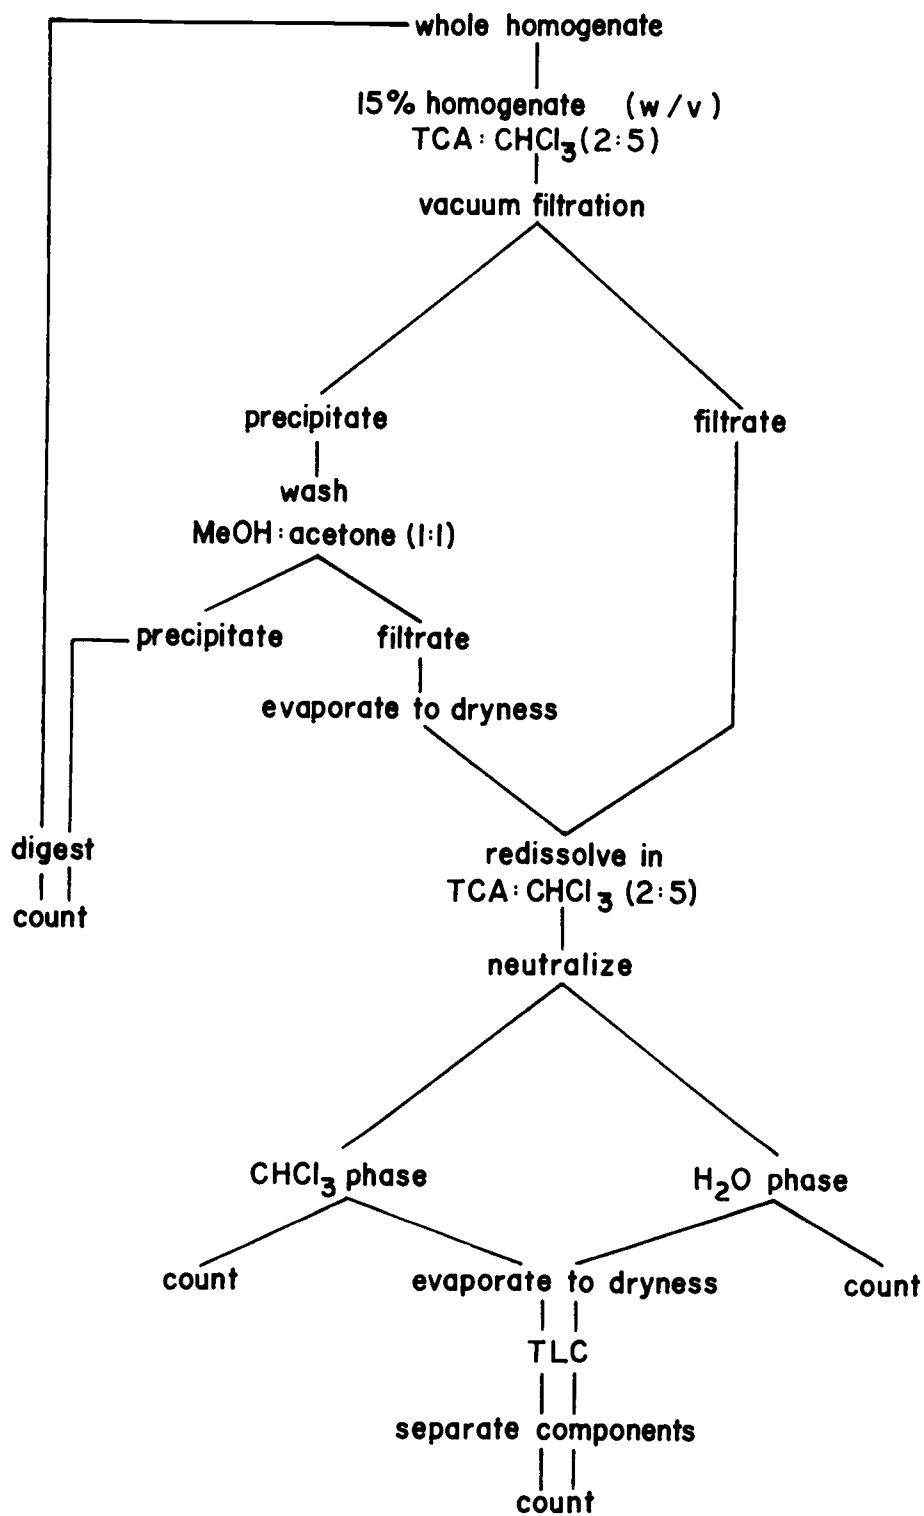 whole homogenate
15% homogenate (w/v)
TCA:CHCl₃(2:5)
vacuum filtration
precipitate
filtrate
wash
MeOH:acetone (1:1)
precipitate
filtrate
evaporate to dryness
digest
count
redissolve in
TCA:CHCl₃ (2:5)
neutralize
CHCl₃ phase
H₂O phase
count
evaporate to dryness
count
TLC
separate components
count